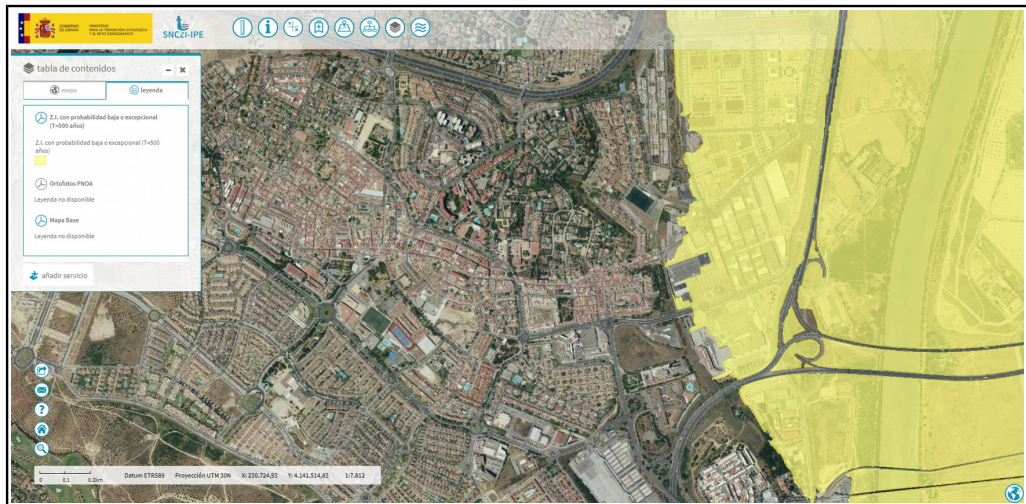 GOBIERNO
DE ESPAÑA
MINISTERIO
PARA LA TRANSICIÓN ECOLÓGICA
Y EL RETO DEMOGRÁFICO
SNCZI-IPE
tabla de contenidos
mapa
leyenda
Z.I. con probabilidad baja o excepcional
(T=500 años)
Z.I. con probabilidad baja o excepcional (T=500
años)
Ortofotos PNOA
Leyenda no disponible
Mapa Base
Leyenda no disponible
añadir servicio
0 0.1 0.2km
Datum ETRS89 Proyección UTM 30N X: 230.724,93 Y: 4.141.514,63 1:7.812